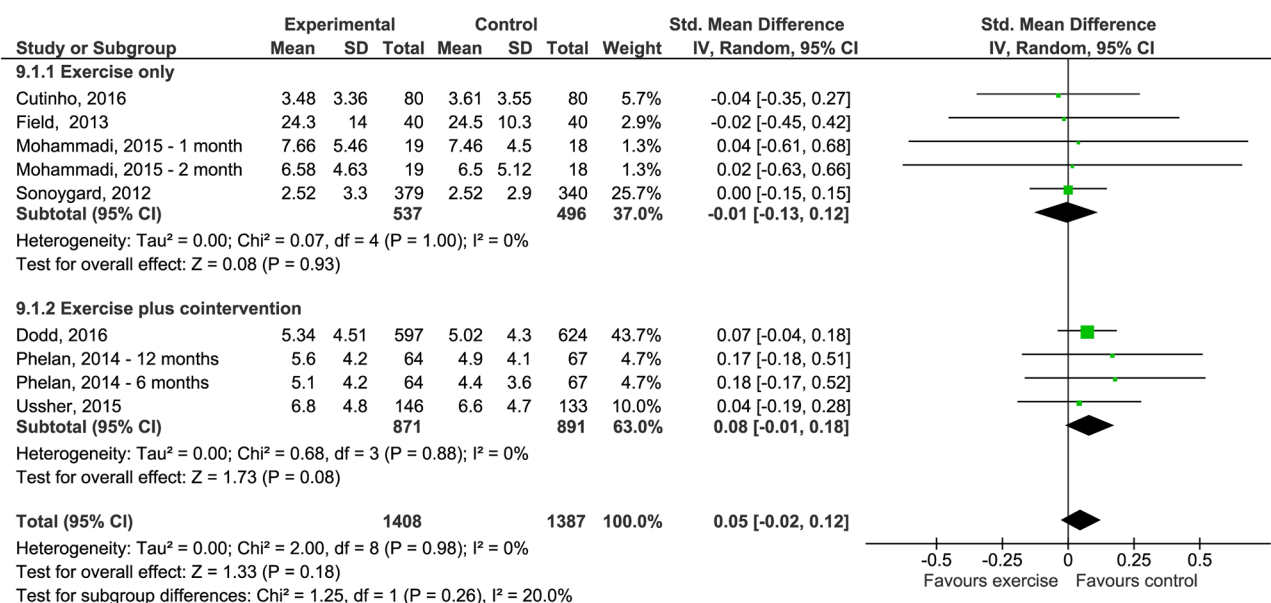 Experimental Control Std. Mean Difference Std. Mean Difference
Study or Subgroup Mean SD Total Mean SD Total Weight IV, Random, 95% CI IV, Random, 95% CI
9.1.1 Exercise only
Cutinho, 2016 3.48 3.36 80 3.61 3.55 80 5.7% -0.04 [-0.35, 0.27]
Field, 2013 24.3 14 40 24.5 10.3 40 2.9% -0.02 [-0.45, 0.42]
Mohammadi, 2015 - 1 month 7.66 5.46 19 7.46 4.5 18 1.3% 0.04 [-0.61, 0.68]
Mohammadi, 2015 - 2 month 6.58 4.63 19 6.5 5.12 18 1.3% 0.02 [-0.63, 0.66]
Sonoygard, 2012 2.52 3.3 379 2.52 2.9 340 25.7% 0.00 [-0.15, 0.15]
Subtotal (95% CI) 537 496 37.0% -0.01 [-0.13, 0.12]
Heterogeneity: Tau² = 0.00; Chi² = 0.07, df = 4 (P = 1.00); I² = 0%
Test for overall effect: Z = 0.08 (P = 0.93)
9.1.2 Exercise plus cointervention
Dodd, 2016 5.34 4.51 597 5.02 4.3 624 43.7% 0.07 [-0.04, 0.18]
Phelan, 2014 - 12 months 5.6 4.2 64 4.9 4.1 67 4.7% 0.17 [-0.18, 0.51]
Phelan, 2014 - 6 months 5.1 4.2 64 4.4 3.6 67 4.7% 0.18 [-0.17, 0.52]
Ussher, 2015 6.8 4.8 146 6.6 4.7 133 10.0% 0.04 [-0.19, 0.28]
Subtotal (95% CI) 871 891 63.0% 0.08 [-0.01, 0.18]
Heterogeneity: Tau² = 0.00; Chi² = 0.68, df = 3 (P = 0.88); I² = 0%
Test for overall effect: Z = 1.73 (P = 0.08)
Total (95% CI) 1408 1387 100.0% 0.05 [-0.02, 0.12]
Heterogeneity: Tau² = 0.00; Chi² = 2.00, df = 8 (P = 0.98); I² = 0%
Test for overall effect: Z = 1.33 (P = 0.18)
Test for subgroup differences: Chi² = 1.25, df = 1 (P = 0.26), I² = 20.0%
-0.5 -0.25 0 0.25 0.5
Favours exercise Favours control